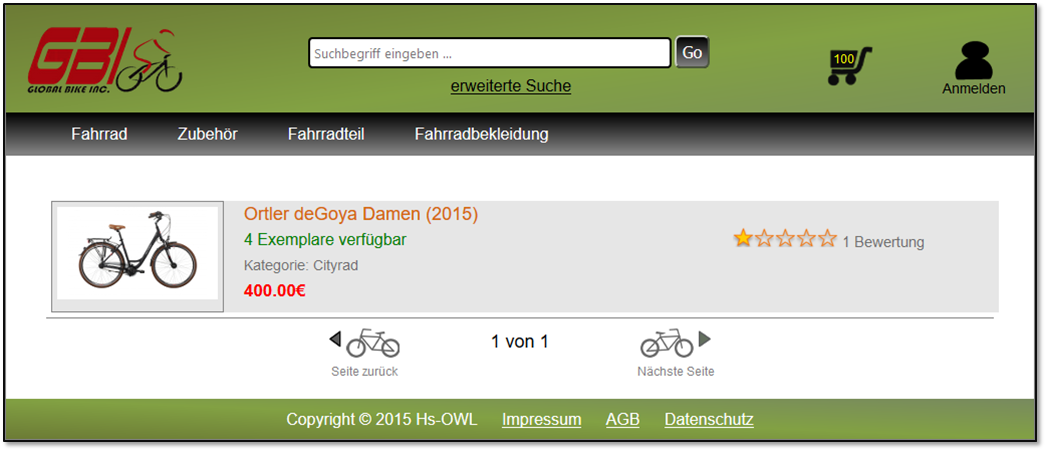 GBI
GLOBAL BIKE INC.
Suchbegriff eingeben ...
Go
erweiterte Suche
100
Anmelden
Fahrrad Zubehör Fahrradteil Fahrradbekleidung
Ortler deGoya Damen (2015)
4 Exemplare verfügbar
1 Bewertung
Kategorie: Cityrad
400.00€
1 von 1
Seite zurück Nächste Seite
Copyright © 2015 Hs-OWL Impressum AGB Datenschutz